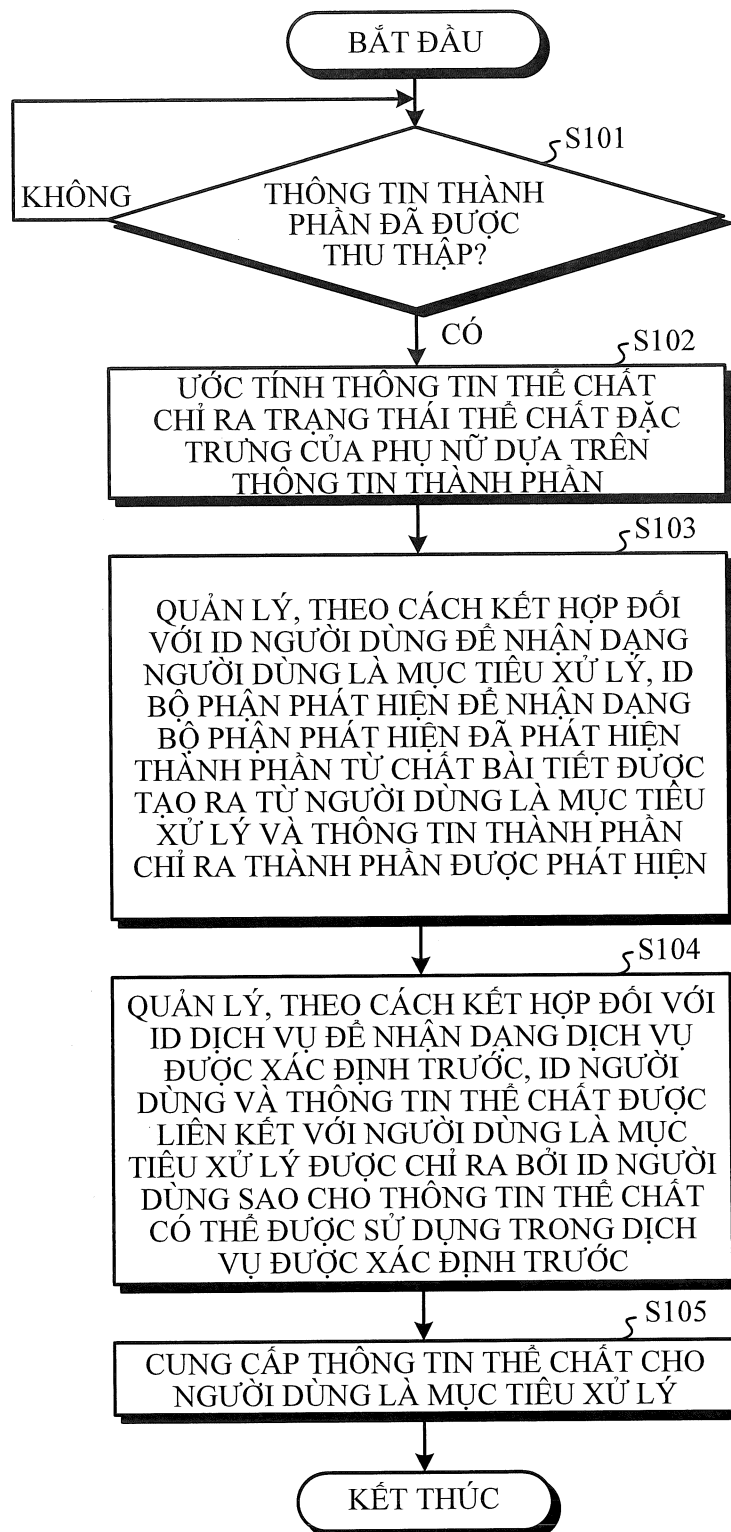 BẮT ĐẦU
S101
KHÔNG
THÔNG TIN THÀNH
PHẦN ĐÃ ĐƯỢC
THU THẬP?
CÓ
S102
ƯỚC TÍNH THÔNG TIN THỂ CHẤT
CHỈ RA TRẠNG THÁI THỂ CHẤT ĐẶC
TRƯNG CỦA PHỤ NỮ DỰA TRÊN
THÔNG TIN THÀNH PHẦN
S103
QUẢN LÝ, THEO CÁCH KẾT HỢP ĐỐI
VỚI ID NGƯỜI DÙNG ĐỂ NHẬN DẠNG
NGƯỜI DÙNG LÀ MỤC TIÊU XỬ LÝ, ID
BỘ PHẬN PHÁT HIỆN ĐỂ NHẬN DẠNG
BỘ PHẬN PHÁT HIỆN ĐÃ PHÁT HIỆN
THÀNH PHẦN TỪ CHẤT BÀI TIẾT ĐƯỢC
TẠO RA TỪ NGƯỜI DÙNG LÀ MỤC TIÊU
XỬ LÝ VÀ THÔNG TIN THÀNH PHẦN
CHỈ RA THÀNH PHẦN ĐƯỢC PHÁT HIỆN
S104
QUẢN LÝ, THEO CÁCH KẾT HỢP ĐỐI VỚI
ID DỊCH VỤ ĐỂ NHẬN DẠNG DỊCH VỤ
ĐƯỢC XÁC ĐỊNH TRƯỚC, ID NGƯỜI
DÙNG VÀ THÔNG TIN THỂ CHẤT ĐƯỢC
LIÊN KẾT VỚI NGƯỜI DÙNG LÀ MỤC
TIÊU XỬ LÝ ĐƯỢC CHỈ RA BỞI ID NGƯỜI
DÙNG SAO CHO THÔNG TIN THỂ CHẤT
CÓ THỂ ĐƯỢC SỬ DỤNG TRONG DỊCH
VỤ ĐƯỢC XÁC ĐỊNH TRƯỚC
S105
CUNG CẤP THÔNG TIN THỂ CHẤT CHO
NGƯỜI DÙNG LÀ MỤC TIÊU XỬ LÝ
KẾT THÚC